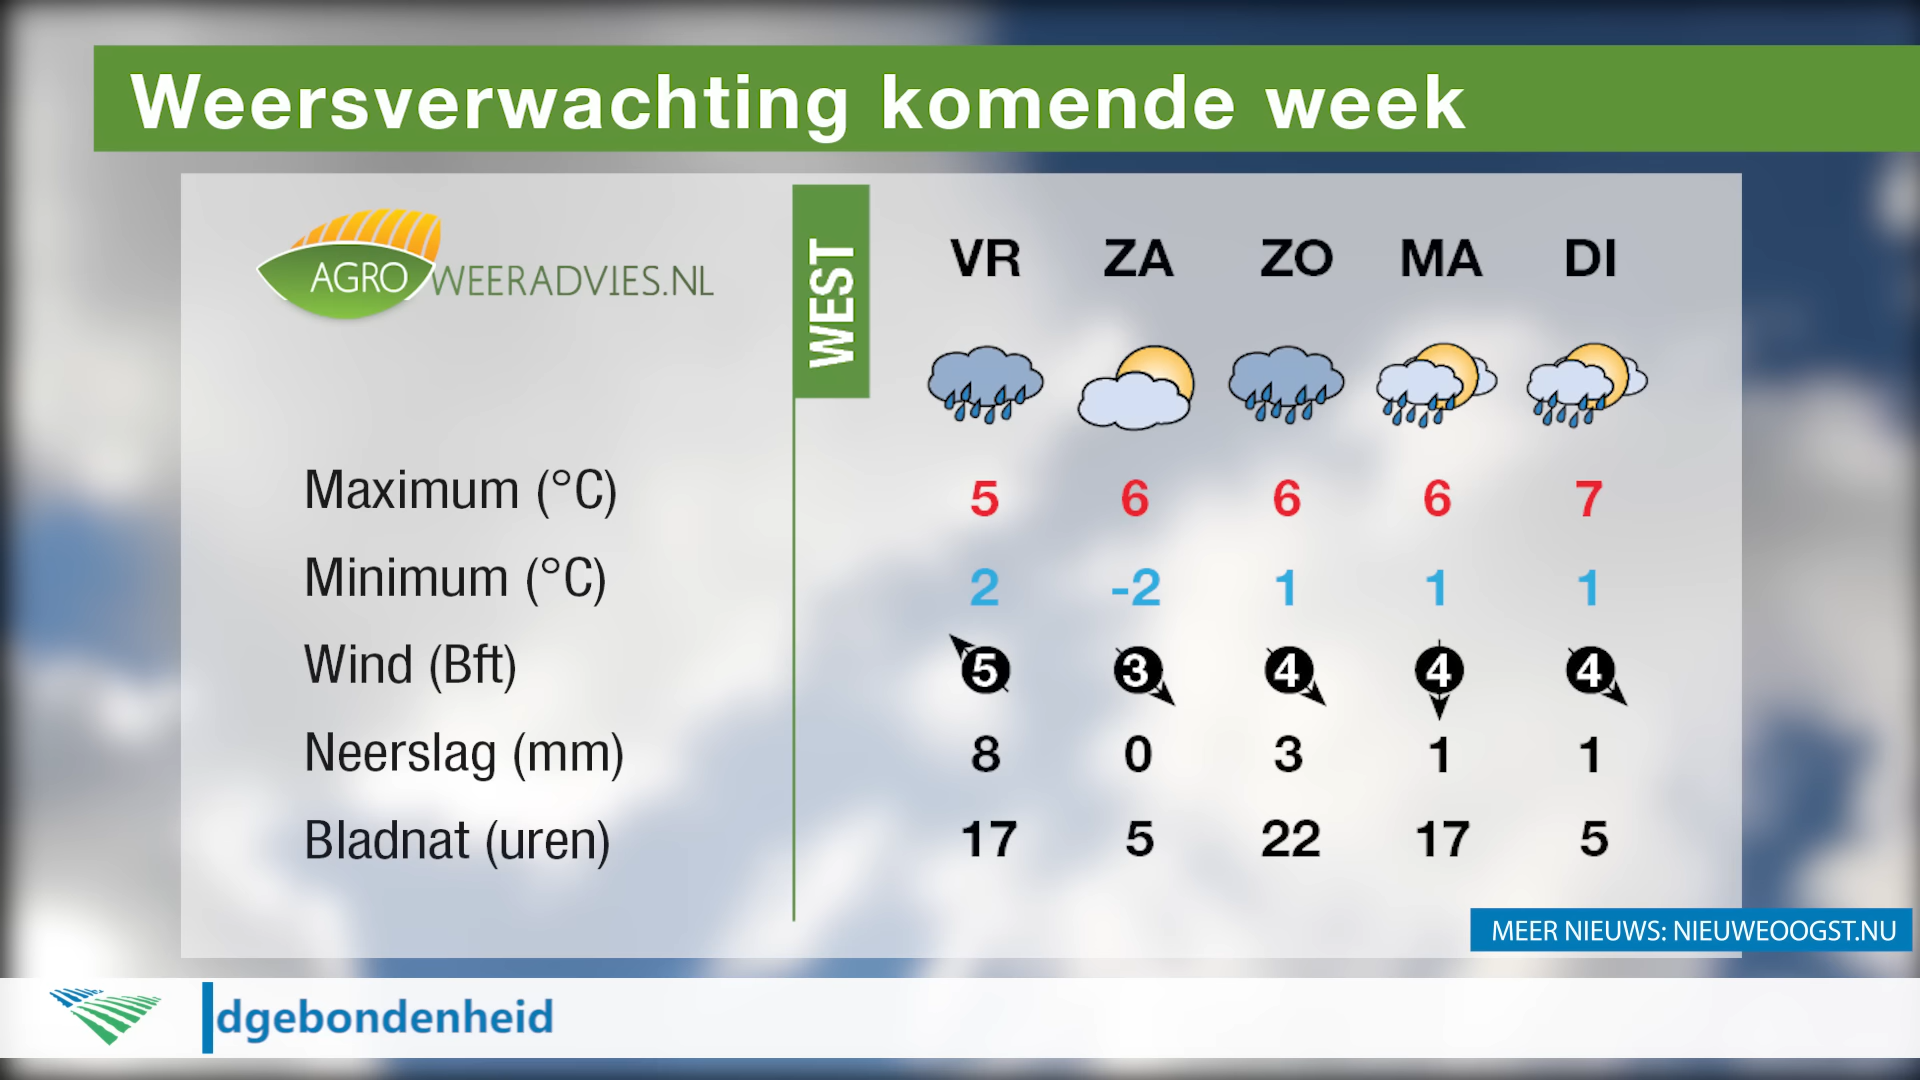 Weersverwachting komende week
AGRO WEERADVIES.NL
WEST
VR ZA ZO MA DI
Maximum (°C) 5 6 6 6 7
Minimum (°C) 2 -2 1 1 1
Wind (Bft) 5 3 4 4 4
Neerslag (mm) 8 0 3 1 1
Bladnat (uren) 17 5 22 17 5
MEER NIEUWS: NIEUWEOOGST.NU
dgebondenheid